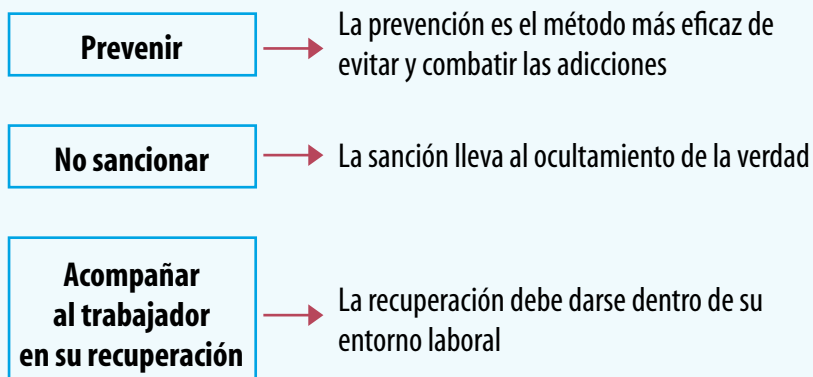 Prevenir
La prevención es el método más eficaz de
evitar y combatir las adicciones
No sancionar
La sanción lleva al ocultamiento de la verdad
Acompañar
al trabajador
en su recuperación
La recuperación debe darse dentro de su
entorno laboral